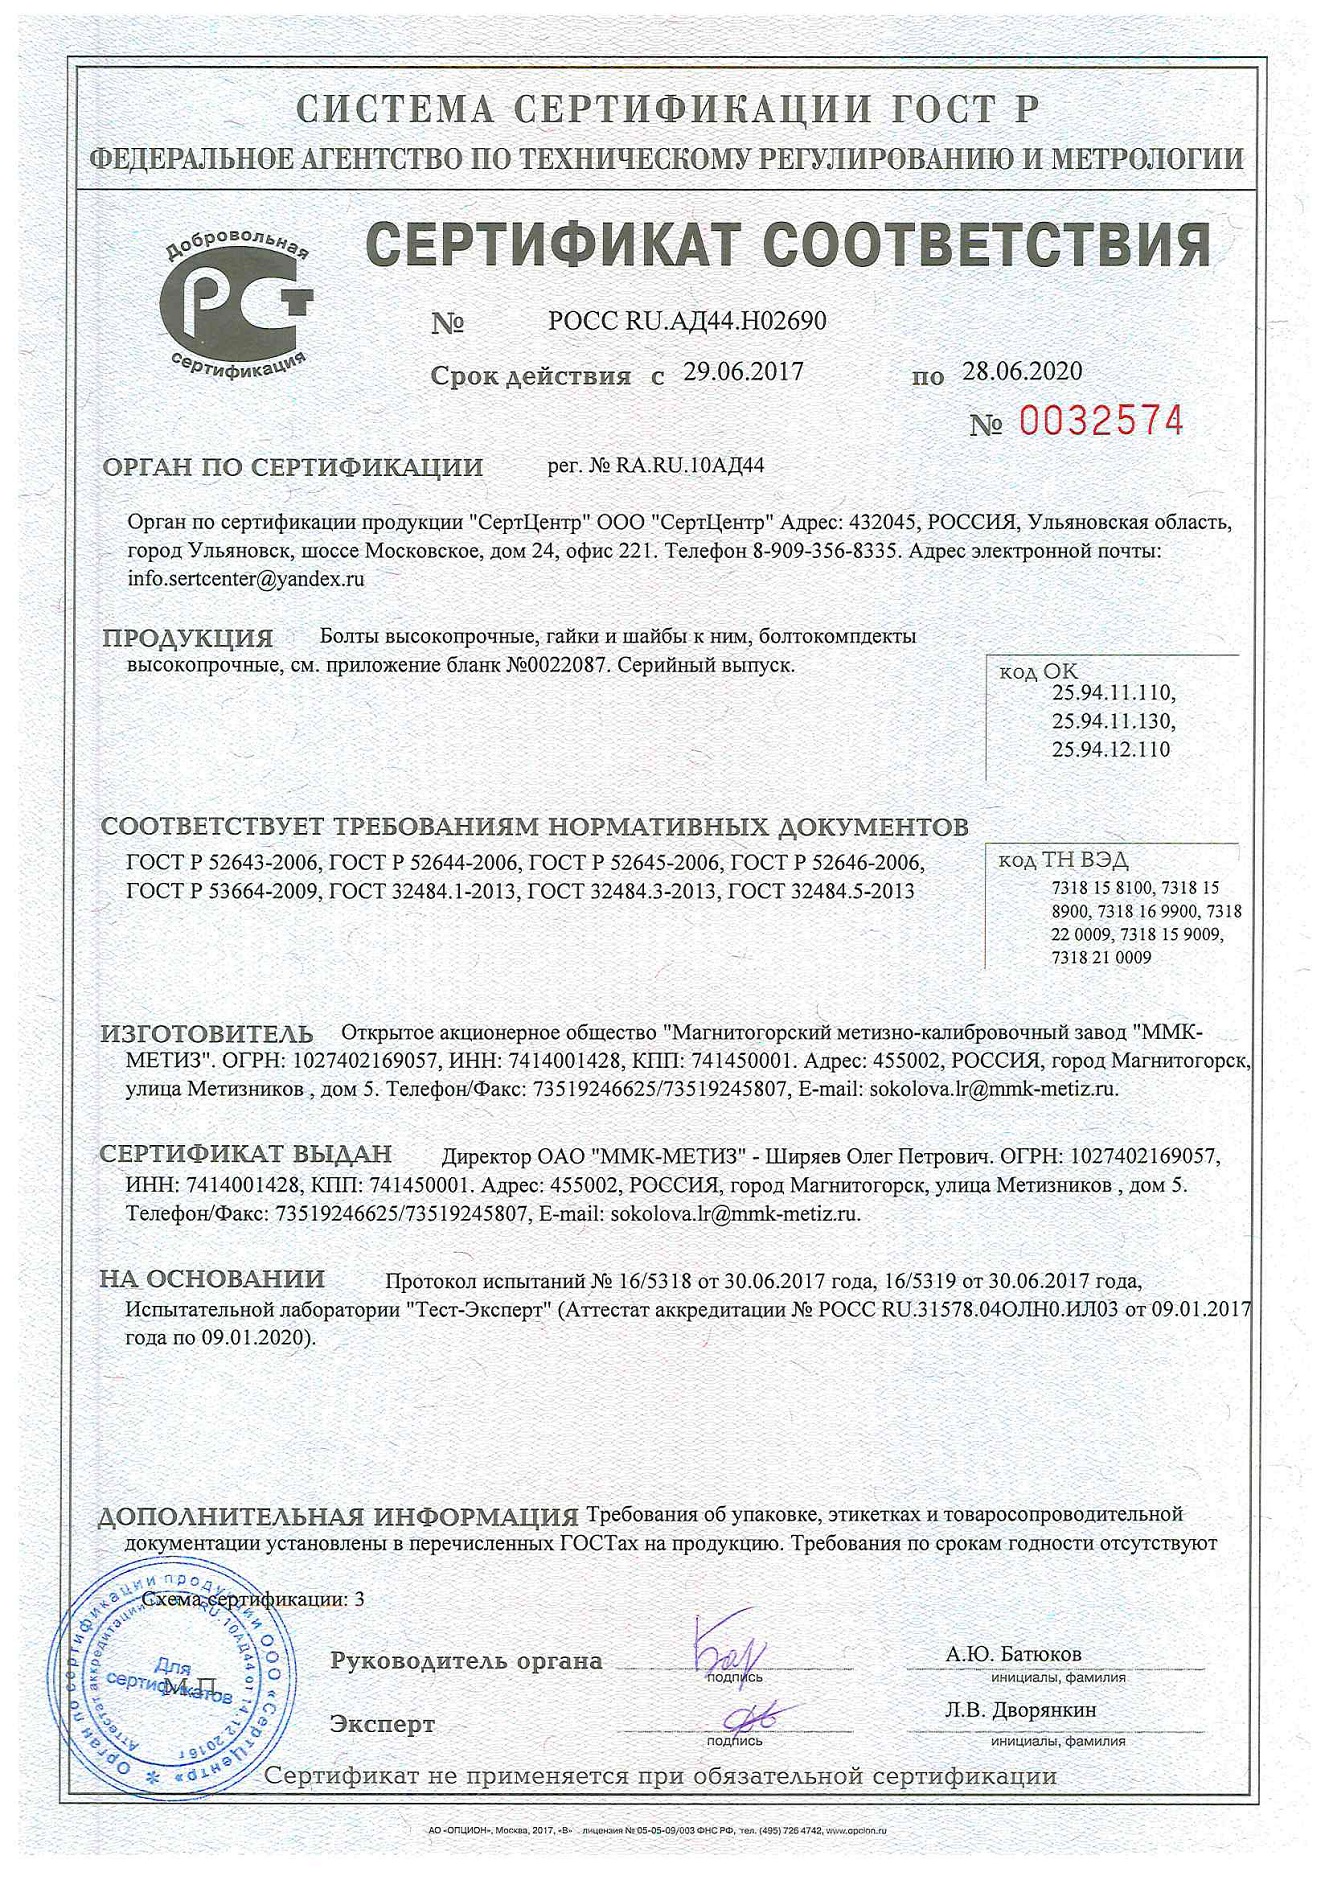 СИСТЕМА СЕРТИФИКАЦИИ ГОСТ Р
ФЕДЕРАЛЬНОЕ АГЕНТСТВО ПО ТЕХНИЧЕСКОМУ РЕГУЛИРОВАНИЮ И МЕТРОЛОГИИ
Добровольная
РСТ
сертификация
СЕРТИФИКАТ СООТВЕТСТВИЯ
№ РОСС RU.АД44.Н02690
Срок действия с 29.06.2017 по 28.06.2020
№ 0032574
ОРГАН ПО СЕРТИФИКАЦИИ рег. № RA.RU.10АД44
Орган по сертификации продукции "СертЦентр" ООО "СертЦентр" Адрес: 432045, РОССИЯ, Ульяновская область,
город Ульяновск, шоссе Московское, дом 24, офис 221. Телефон 8-909-356-8335. Адрес электронной почты:
info.sertcenter@yandex.ru
ПРОДУКЦИЯ Болты высокопрочные, гайки и шайбы к ним, болтокомпдекты
высокопрочные, см. приложение бланк №0022087. Серийный выпуск.
код ОК
25.94.11.110,
25.94.11.130,
25.94.12.110
СООТВЕТСТВУЕТ ТРЕБОВАНИЯМ НОРМАТИВНЫХ ДОКУМЕНТОВ
ГОСТ Р 52643-2006, ГОСТ Р 52644-2006, ГОСТ Р 52645-2006, ГОСТ Р 52646-2006,
ГОСТ Р 53664-2009, ГОСТ 32484.1-2013, ГОСТ 32484.3-2013, ГОСТ 32484.5-2013
код ТН ВЭД
7318 15 8100, 7318 15
8900, 7318 16 9900, 7318
22 0009, 7318 15 9009,
7318 21 0009
ИЗГОТОВИТЕЛЬ Открытое акционерное общество "Магнитогорский метизно-калибровочный завод "ММК-
МЕТИЗ". ОГРН: 1027402169057, ИНН: 7414001428, КПП: 741450001. Адрес: 455002, РОССИЯ, город Магнитогорск,
улица Метизников , дом 5. Телефон/Факс: 73519246625/73519245807, E-mail: sokolova.lr@mmk-metiz.ru.
СЕРТИФИКАТ ВЫДАН Директор ОАО "ММК-МЕТИЗ" - Ширяев Олег Петрович. ОГРН: 1027402169057,
ИНН: 7414001428, КПП: 741450001. Адрес: 455002, РОССИЯ, город Магнитогорск, улица Метизников , дом 5.
Телефон/Факс: 73519246625/73519245807, E-mail: sokolova.lr@mmk-metiz.ru.
НА ОСНОВАНИИ Протокол испытаний № 16/5318 от 30.06.2017 года, 16/5319 от 30.06.2017 года,
Испытательной лаборатории "Тест-Эксперт" (Аттестат аккредитации № РОСС RU.31578.04ОЛН0.ИЛ03 от 09.01.2017
года по 09.01.2020).
ДОПОЛНИТЕЛЬНАЯ ИНФОРМАЦИЯ Требования об упаковке, этикетках и товаросопроводительной
документации установлены в перечисленных ГОСТах на продукцию. Требования по срокам годности отсутствуют
Схема сертификации: 3
Орган по сертификации продукции ООО «СертЦентр»
Аттестат аккредитации RU.10АД44 от 14.12.2016г
Для
сертификатов
М.П.
Руководитель органа А.Ю. Батюков
подпись инициалы, фамилия
Эксперт Л.В. Дворянкин
подпись инициалы, фамилия
Сертификат не применяется при обязательной сертификации
АО «ОПЦИОН», Москва, 2017, «В» . лицензия № 05-05-09/003 ФНС РФ, тел. (495) 726 4742, www.opcion.ru